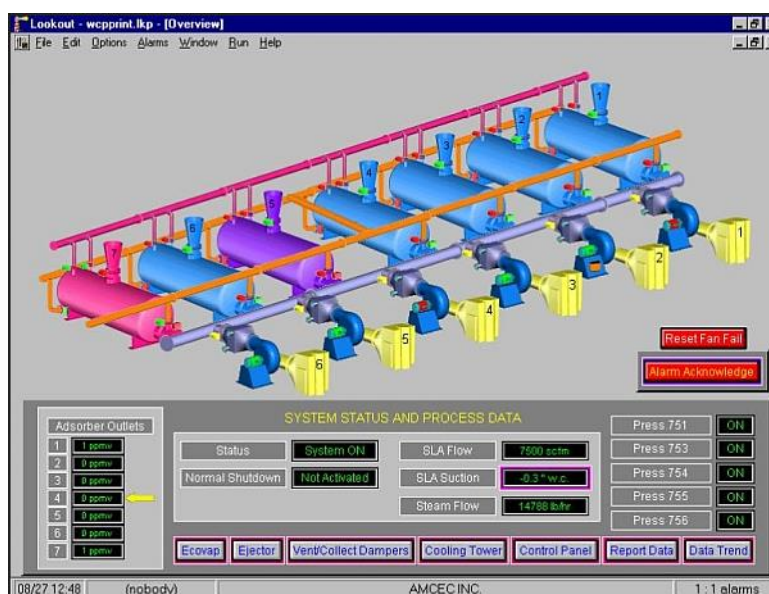 Lookout - wcpprint.lkp - [Overview]
File Edit Options Alarms Window Run Help
1
2
3
4
5
6
7
1
2
3
4
5
6
Reset Fan Fail
Alarm Acknowledge
SYSTEM STATUS AND PROCESS DATA
Adsorber Outlets
1 1 ppmv
2 0 ppmv
3 0 ppmv
4 0 ppmv
5 0 ppmv
6 0 ppmv
7 1 ppmv
Status System ON
Normal Shutdown Not Activated
SLA Flow 7500 scfm
SLA Suction -0.3 " w.c.
Steam Flow 14788 lb/hr
Press 751 ON
Press 753 ON
Press 754 ON
Press 755 ON
Press 756 ON
Ecovap Ejector Vent/Collect Dampers Cooling Tower Control Panel Report Data Data Trend
08/27 12:48 (nobody) AMCEC INC. 1 : 1 alarms